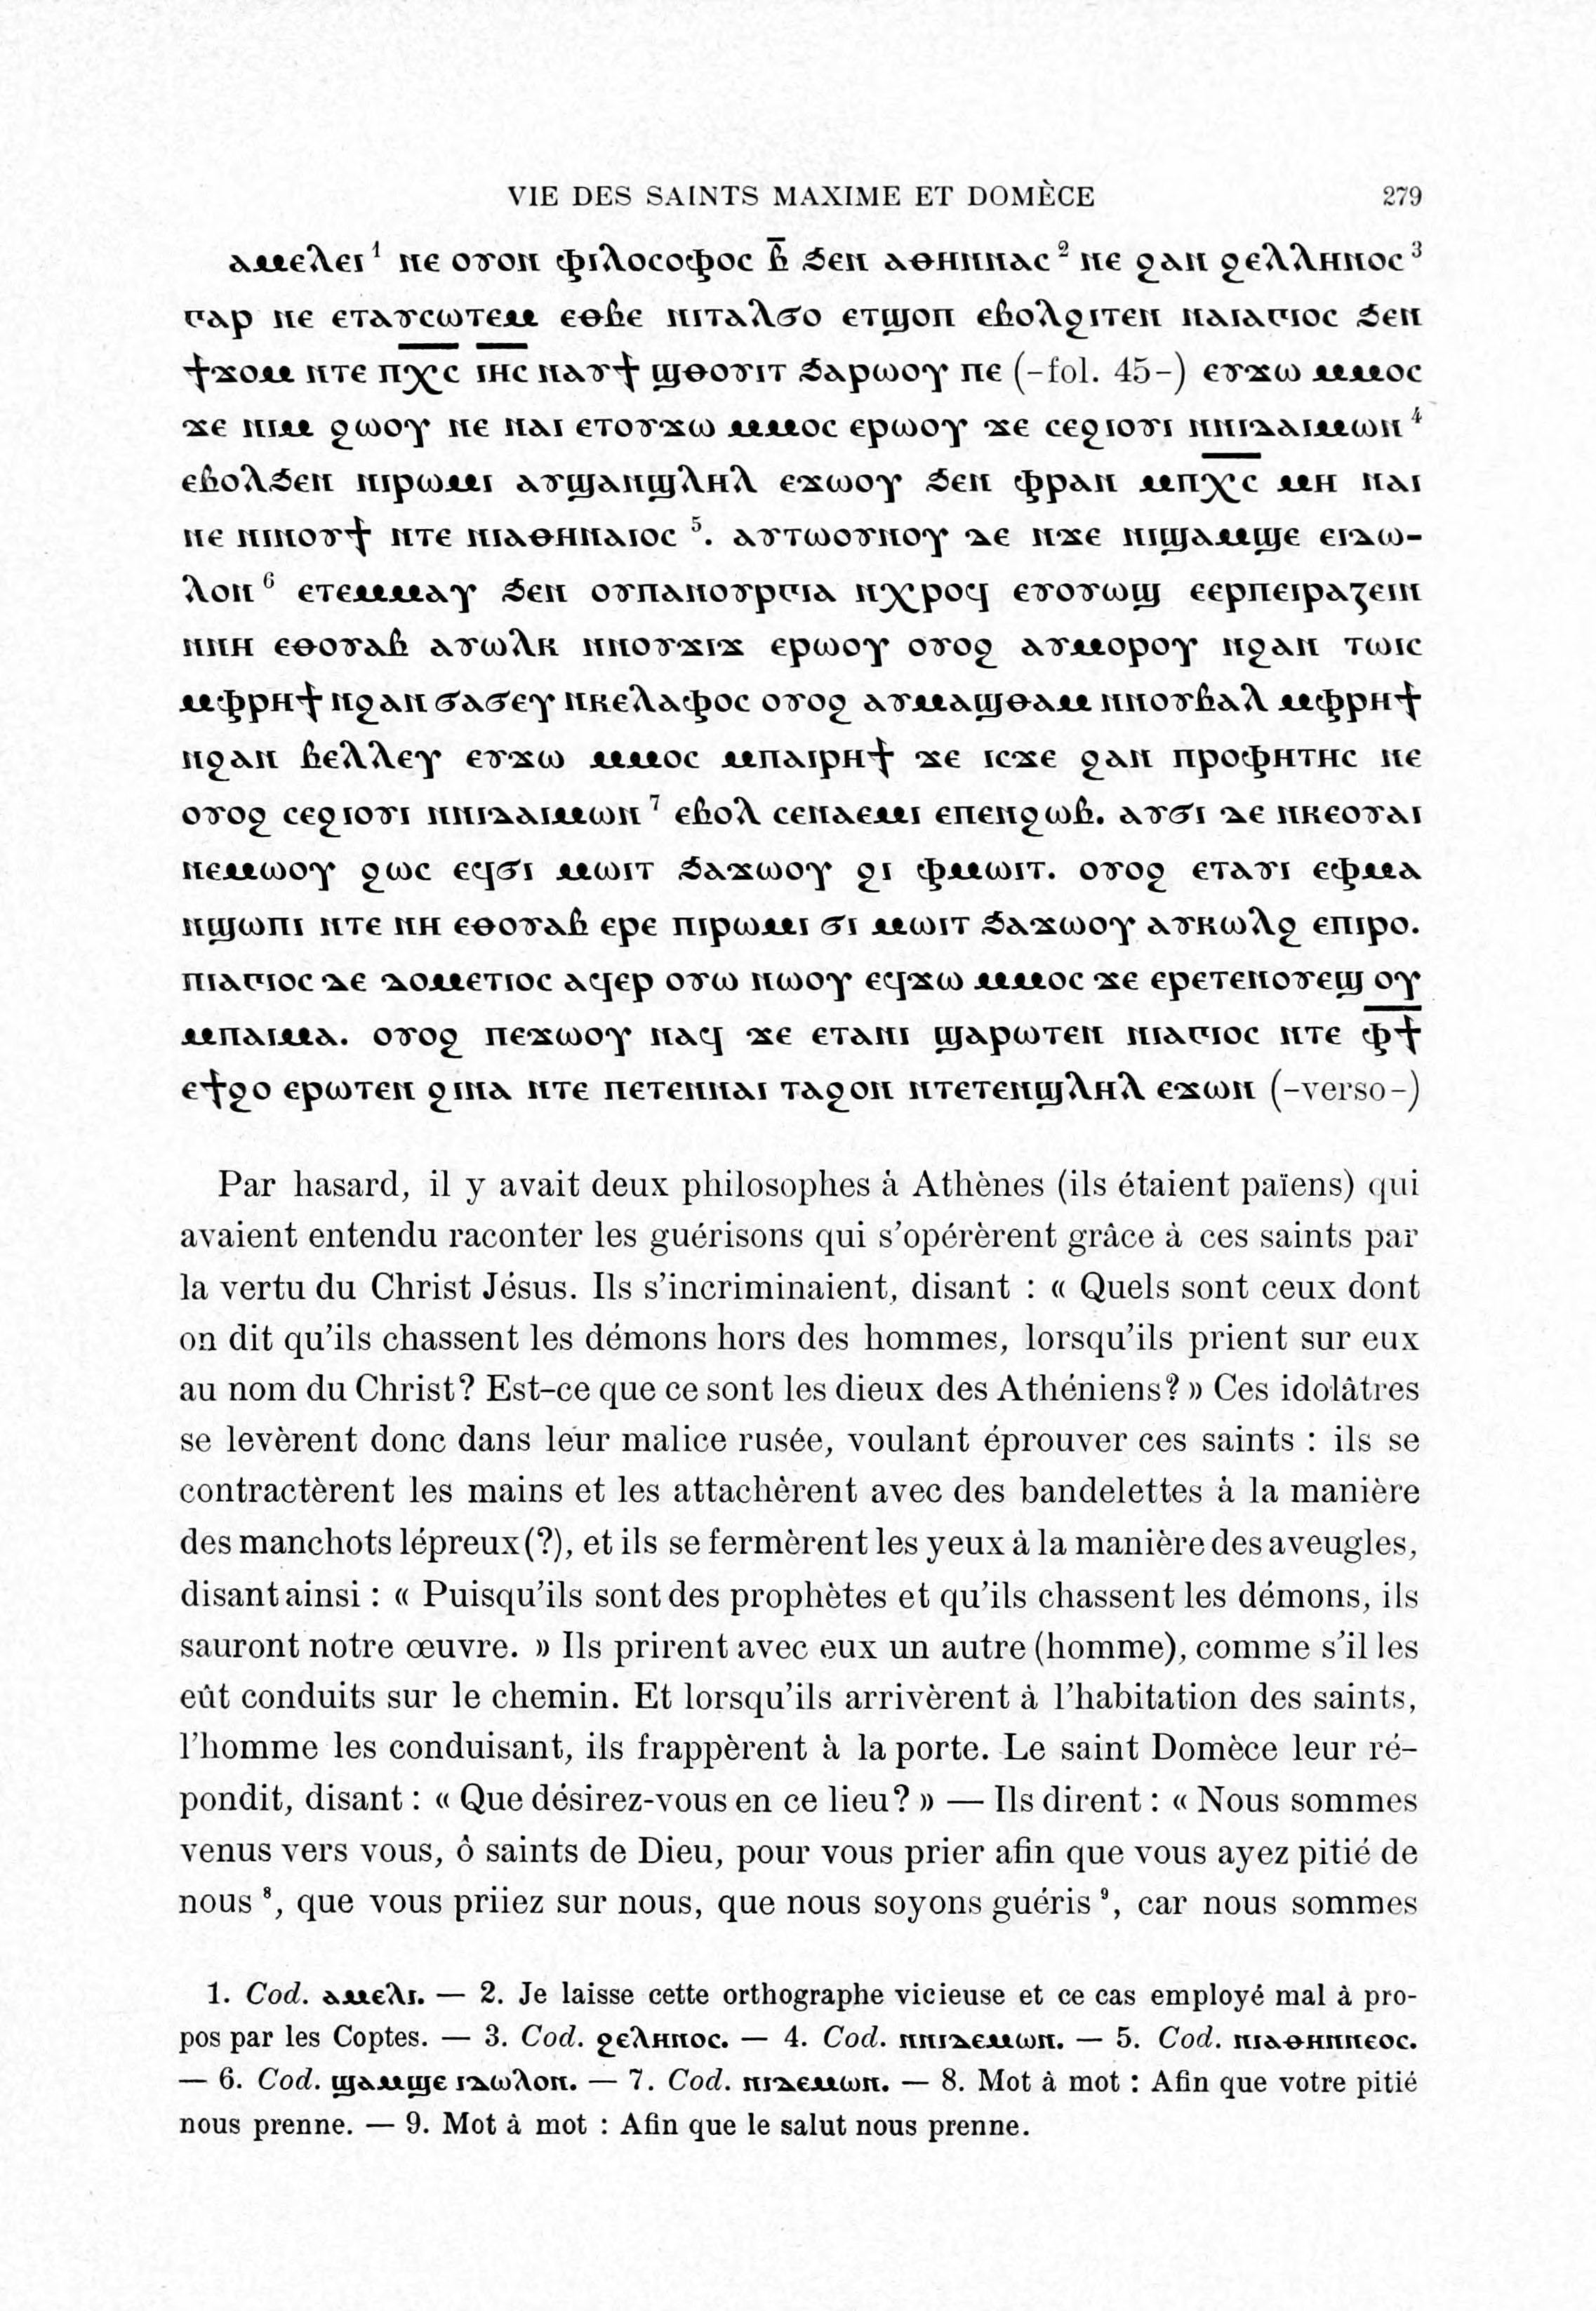 VIE DES SAINTS MAXIME ET DOMÈCE 279
ⲁⲙⲉⲗⲉⲓ ¹ ⲛⲉ ⲟⲩⲟⲛ ⲫⲓⲗⲟⲥⲟⲫⲟⲥ ⲃ̅ ϧⲉⲛ ⲁⲑⲏⲛⲛⲁⲥ ² ⲛⲉ ϩⲁⲛ ϩⲉⲗⲗⲏⲛⲟⲥ ³
ⲅⲁⲣ ⲛⲉ ⲉⲧⲁⲩⲥⲱⲧⲉⲙ ⲉⲑⲃⲉ ⲛⲓⲧⲁⲗϭⲟ ⲉⲧϣⲟⲡ ⲉⲃⲟⲗϩⲓⲧⲉⲛ ⲛⲁⲓⲁⲅⲓⲟⲥ ϧⲉⲛ
ϯϫⲟⲙ ⲛⲧⲉ ⲡⲭ̅ⲥ̅ ⲓⲏ̅ⲥ̅ ⲛⲁⲩϯ ϣⲑⲟⲩⲓⲧ ϧⲁⲣⲱⲟⲩ ⲡⲉ (-fol. 45-) ⲉⲩϫⲱ ⲙⲙⲟⲥ
ϫⲉ ⲛⲓⲙ ϩⲱⲟⲩ ⲛⲉ ⲛⲁⲓ ⲉⲧⲟⲩϫⲱ ⲙⲙⲟⲥ ⲉⲣⲱⲟⲩ ϫⲉ ⲥⲉϩⲓⲟⲩⲓ ⲛⲛⲓⲇⲁⲓⲙⲱⲛ ⁴
ⲉⲃⲟⲗϧⲉⲛ ⲛⲓⲣⲱⲙⲓ ⲁⲩϣⲁⲛϣⲗⲏⲗ ⲉϫⲱⲟⲩ ϧⲉⲛ ⲫⲣⲁⲛ ⲙⲡⲭ̅ⲥ̅ ⲙⲏ ⲛⲁⲓ
ⲛⲉ ⲛⲓⲛⲟⲩϯ ⲛⲧⲉ ⲛⲓⲁⲑⲏⲛⲛⲁⲓⲟⲥ ⁵. ⲁⲩⲧⲱⲟⲩⲛⲟⲩ ⲇⲉ ⲛϫⲉ ⲛⲓϣⲁⲙϣⲉ ⲉⲓⲇⲱ-
ⲗⲟⲛ ⁶ ⲉⲧⲉⲙⲙⲁⲩ ϧⲉⲛ ⲟⲩⲡⲁⲛⲟⲩⲣⲅⲓⲁ ⲛⲭⲣⲟϥ ⲉⲩⲟⲩⲱϣ ⲉⲉⲣⲡⲉⲓⲣⲁⲍⲉⲓⲛ
ⲛⲛⲏ ⲉⲑⲟⲩⲁⲃ ⲁⲩⲱⲗⲕ ⲛⲛⲟⲩϫⲓϫ ⲉⲣⲱⲟⲩ ⲟⲩⲟϩ ⲁⲩⲙⲟⲣⲟⲩ ⲛϩⲁⲛ ⲧⲱⲓⲥ
ⲙⲫⲣⲏϯ ⲛϩⲁⲛ ϭⲁϭⲉⲩ ⲛⲕⲉⲗⲁⲫⲟⲥ ⲟⲩⲟϩ ⲁⲩⲙⲁϣⲑⲁⲙ ⲛⲛⲟⲩⲃⲁⲗ ⲙⲫⲣⲏϯ
ⲛϩⲁⲛ ⲃⲉⲗⲗⲉⲩ ⲉⲩϫⲱ ⲙⲙⲟⲥ ⲙⲡⲁⲓⲣⲏϯ ϫⲉ ⲓⲥϫⲉ ϩⲁⲛ ⲡⲣⲟⲫⲏⲧⲏⲥ ⲛⲉ
ⲟⲩⲟϩ ⲥⲉϩⲓⲟⲩⲓ ⲛⲛⲓⲇⲁⲓⲙⲱⲛ ⁷ ⲉⲃⲟⲗ ⲥⲉⲛⲁⲉⲙⲓ ⲉⲡⲉⲛϩⲱⲃ. ⲁⲩϭⲓ ⲇⲉ ⲛⲕⲉⲟⲩⲁⲓ
ⲛⲉⲙⲱⲟⲩ ϩⲱⲥ ⲉϥϭⲓ ⲙⲱⲓⲧ ϧⲁϫⲱⲟⲩ ϩⲓ ⲫⲙⲱⲓⲧ. ⲟⲩⲟϩ ⲉⲧⲁⲩⲓ ⲉⲫⲙⲁ
ⲛϣⲱⲡⲓ ⲛⲧⲉ ⲛⲏ ⲉⲑⲟⲩⲁⲃ ⲉⲣⲉ ⲡⲓⲣⲱⲙⲓ ϭⲓ ⲙⲱⲓⲧ ϧⲁϫⲱⲟⲩ ⲁⲩⲕⲱⲗϩ ⲉⲡⲓⲣⲟ.
ⲡⲓⲁⲅⲓⲟⲥ ⲇⲉ ⲇⲟⲙⲉⲧⲓⲟⲥ ⲁϥⲉⲣ ⲟⲩⲱ ⲛⲱⲟⲩ ⲉϥϫⲱ ⲙⲙⲟⲥ ϫⲉ ⲉⲣⲉⲧⲉⲛⲟⲩⲉϣ ⲟⲩ
ⲙⲡⲁⲓⲙⲁ. ⲟⲩⲟϩ ⲡⲉϫⲱⲟⲩ ⲛⲁϥ ϫⲉ ⲉⲧⲁⲛⲓ ϣⲁⲣⲱⲧⲉⲛ ⲛⲓⲁⲅⲓⲟⲥ ⲛⲧⲉ ⲫ̅ϯ̅
ⲉϯϩⲟ ⲉⲣⲱⲧⲉⲛ ϩⲓⲛⲁ ⲛⲧⲉ ⲡⲉⲧⲉⲛⲛⲁⲓ ⲧⲁϩⲟⲛ ⲛⲧⲉⲧⲉⲛϣⲗⲏⲗ ⲉϫⲱⲛ (-verso-)
Par hasard, il y avait deux philosophes à Athènes (ils étaient païens) qui
avaient entendu raconter les guérisons qui s'opérèrent grâce à ces saints par
la vertu du Christ Jésus. Ils s'incriminaient, disant : « Quels sont ceux dont
on dit qu'ils chassent les démons hors des hommes, lorsqu'ils prient sur eux
au nom du Christ? Est-ce que ce sont les dieux des Athéniens? » Ces idolâtres
se levèrent donc dans leur malice rusée, voulant éprouver ces saints : ils se
contractèrent les mains et les attachèrent avec des bandelettes à la manière
des manchots lépreux (?), et ils se fermèrent les yeux à la manière des aveugles,
disant ainsi : « Puisqu'ils sont des prophètes et qu'ils chassent les démons, ils
sauront notre œuvre. » Ils prirent avec eux un autre (homme), comme s'il les
eût conduits sur le chemin. Et lorsqu'ils arrivèrent à l'habitation des saints,
l'homme les conduisant, ils frappèrent à la porte. Le saint Domèce leur ré-
pondit, disant : « Que désirez-vous en ce lieu? » — Ils dirent : « Nous sommes
venus vers vous, ô saints de Dieu, pour vous prier afin que vous ayez pitié de
nous ⁸, que vous priiez sur nous, que nous soyons guéris ⁹, car nous sommes
1. Cod. ⲁⲙⲉⲗⲓ. — 2. Je laisse cette orthographe vicieuse et ce cas employé mal à pro-
pos par les Coptes. — 3. Cod. ϩⲉⲗⲏⲛⲟⲥ. — 4. Cod. ⲛⲛⲓⲇⲉⲙⲱⲛ. — 5. Cod. ⲛⲓⲁⲑⲏⲛⲛⲉⲟⲥ.
— 6. Cod. ϣⲁⲙϣⲉ ⲓⲇⲱⲗⲟⲛ. — 7. Cod. ⲛⲓⲇⲉⲙⲱⲛ. — 8. Mot à mot : Afin que votre pitié
nous prenne. — 9. Mot à mot : Afin que le salut nous prenne.